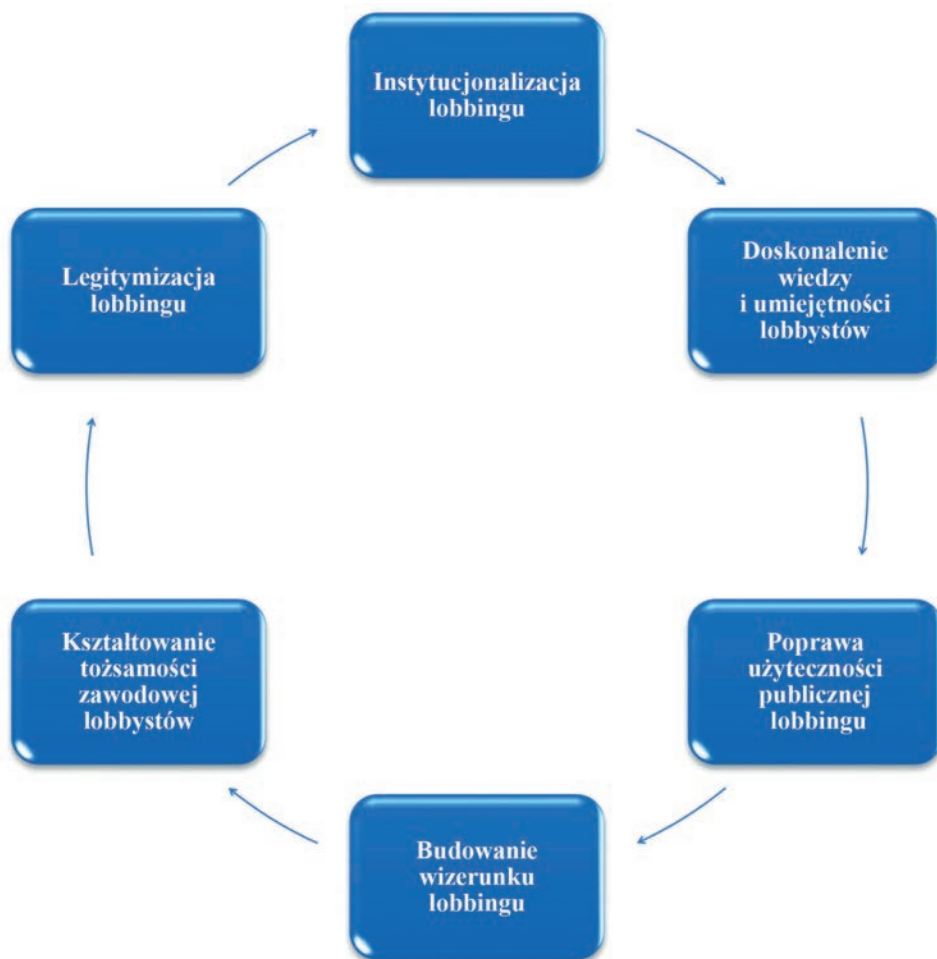 Instytucjonalizacja
lobbingu
Doskonalenie
wiedzy
i umiejętności
lobbystów
Poprawa
użyteczności
publicznej
lobbingu
Budowanie
wizerunku
lobbingu
Kształtowanie
tożsamości
zawodowej
lobbystów
Legitymizacja
lobbingu